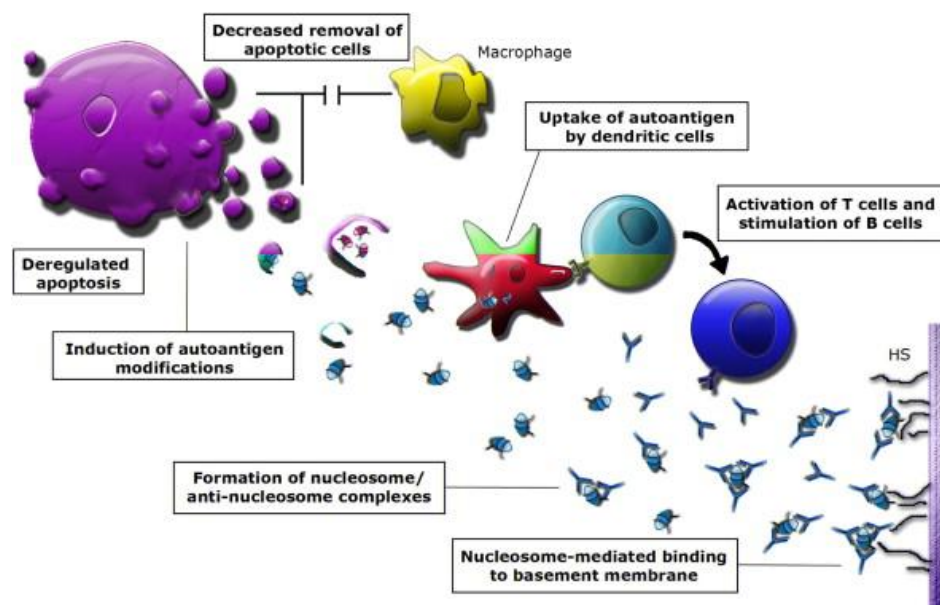 Decreased removal of
apoptotic cells
Macrophage
Uptake of autoantigen
by dendritic cells
Activation of T cells and
stimulation of B cells
Deregulated
apoptosis
Induction of autoantigen
modifications
HS
Formation of nucleosome/
anti-nucleosome complexes
Nucleosome-mediated binding
to basement membrane